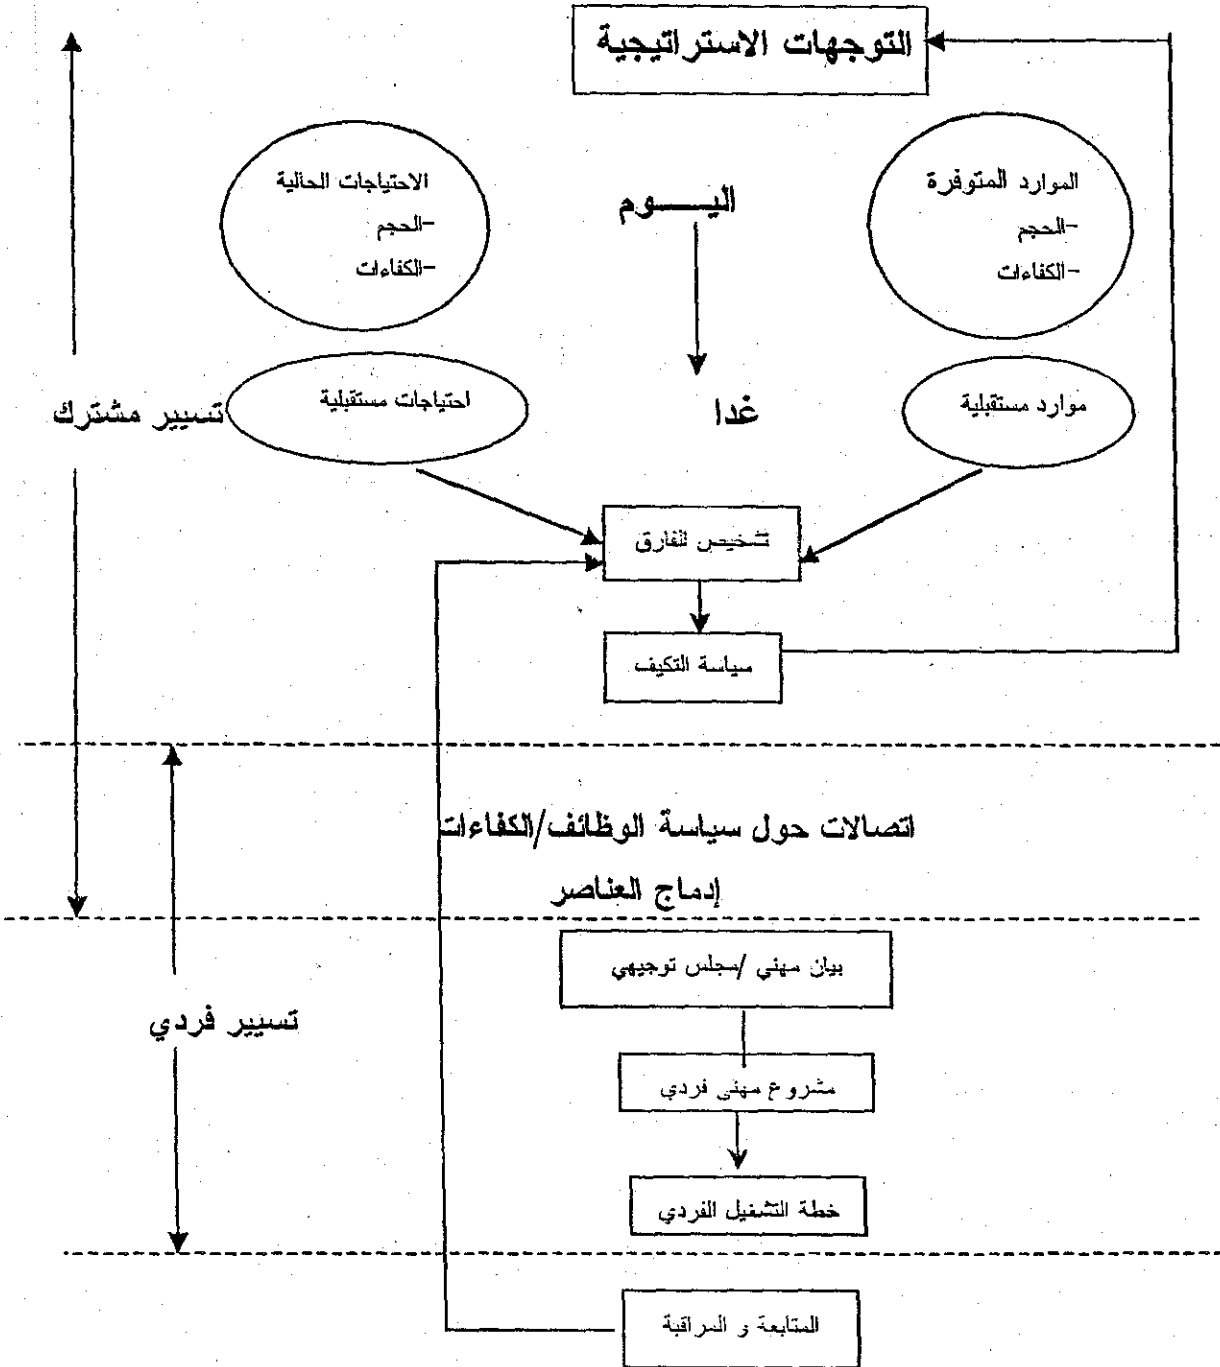 التوجهات الاستراتيجية
الموارد المتوفرة
-الحجم
-الكفاءات
اليـــــوم
الاحتياجات الحالية
-الحجم
-الكفاءات
موارد مستقبلية
غدا
احتياجات مستقبلية
تسيير مشترك
تشخيص الفارق
سياسة التكيف
اتصالات حول سياسة الوظائف/الكفاءات
إدماج العناصر
بيان مهني /مجلس توجيهي
تسيير فردي
مشروع مهني فردي
خطة التشغيل الفردي
المتابعة و المراقبة